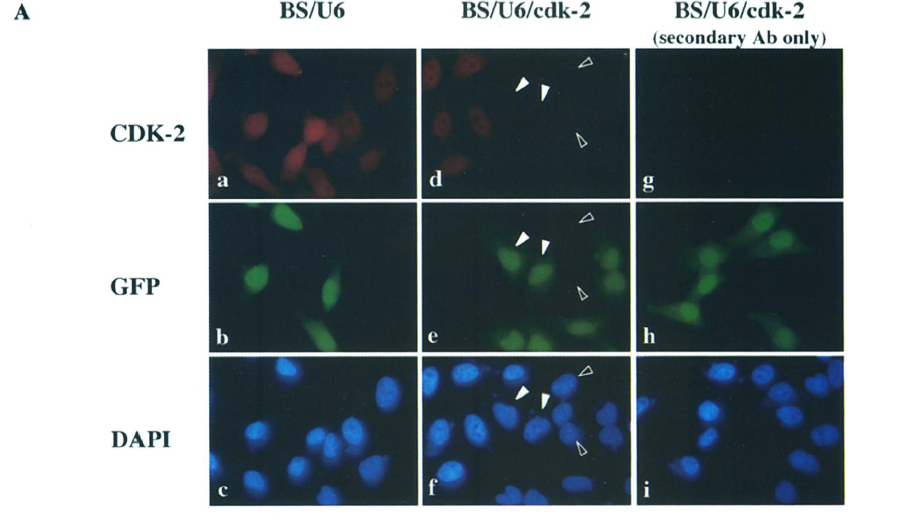 A
BS/U6
BS/U6/cdk-2
BS/U6/cdk-2
(secondary Ab only)
CDK-2
a
d
g
GFP
b
e
h
DAPI
c
f
i